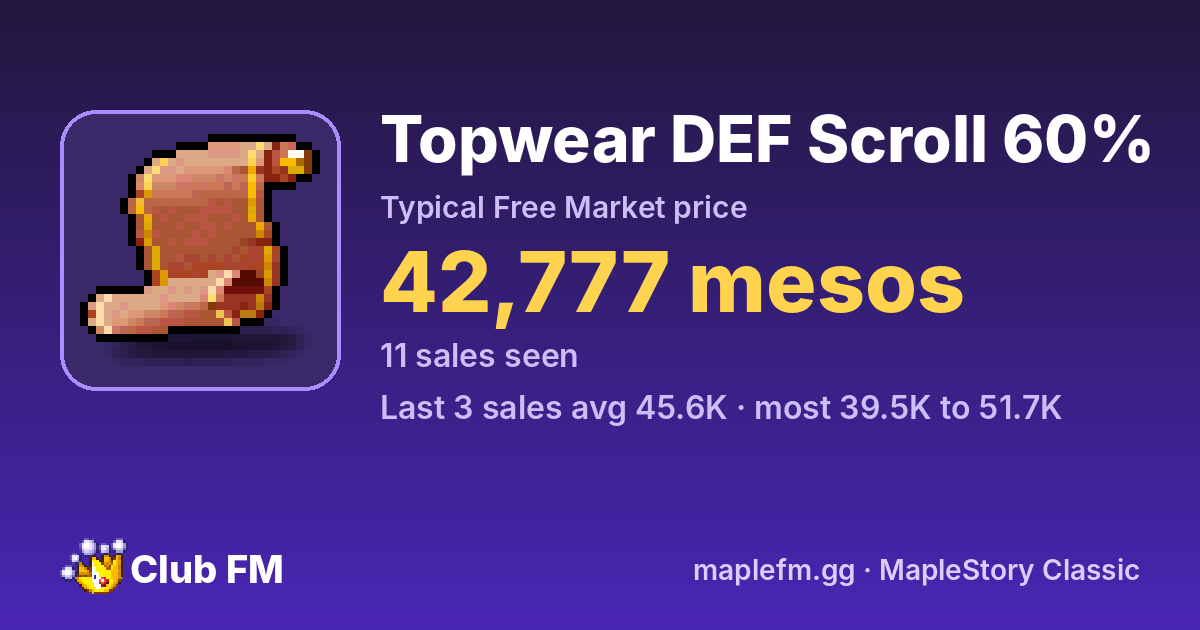 Topwear DEF Scroll 60%
Typical Free Market price
42,777 mesos
11 sales seen
Last 3 sales avg 45.6K · most 39.5K to 51.7K
Club FM
maplefm.gg · MapleStory Classic